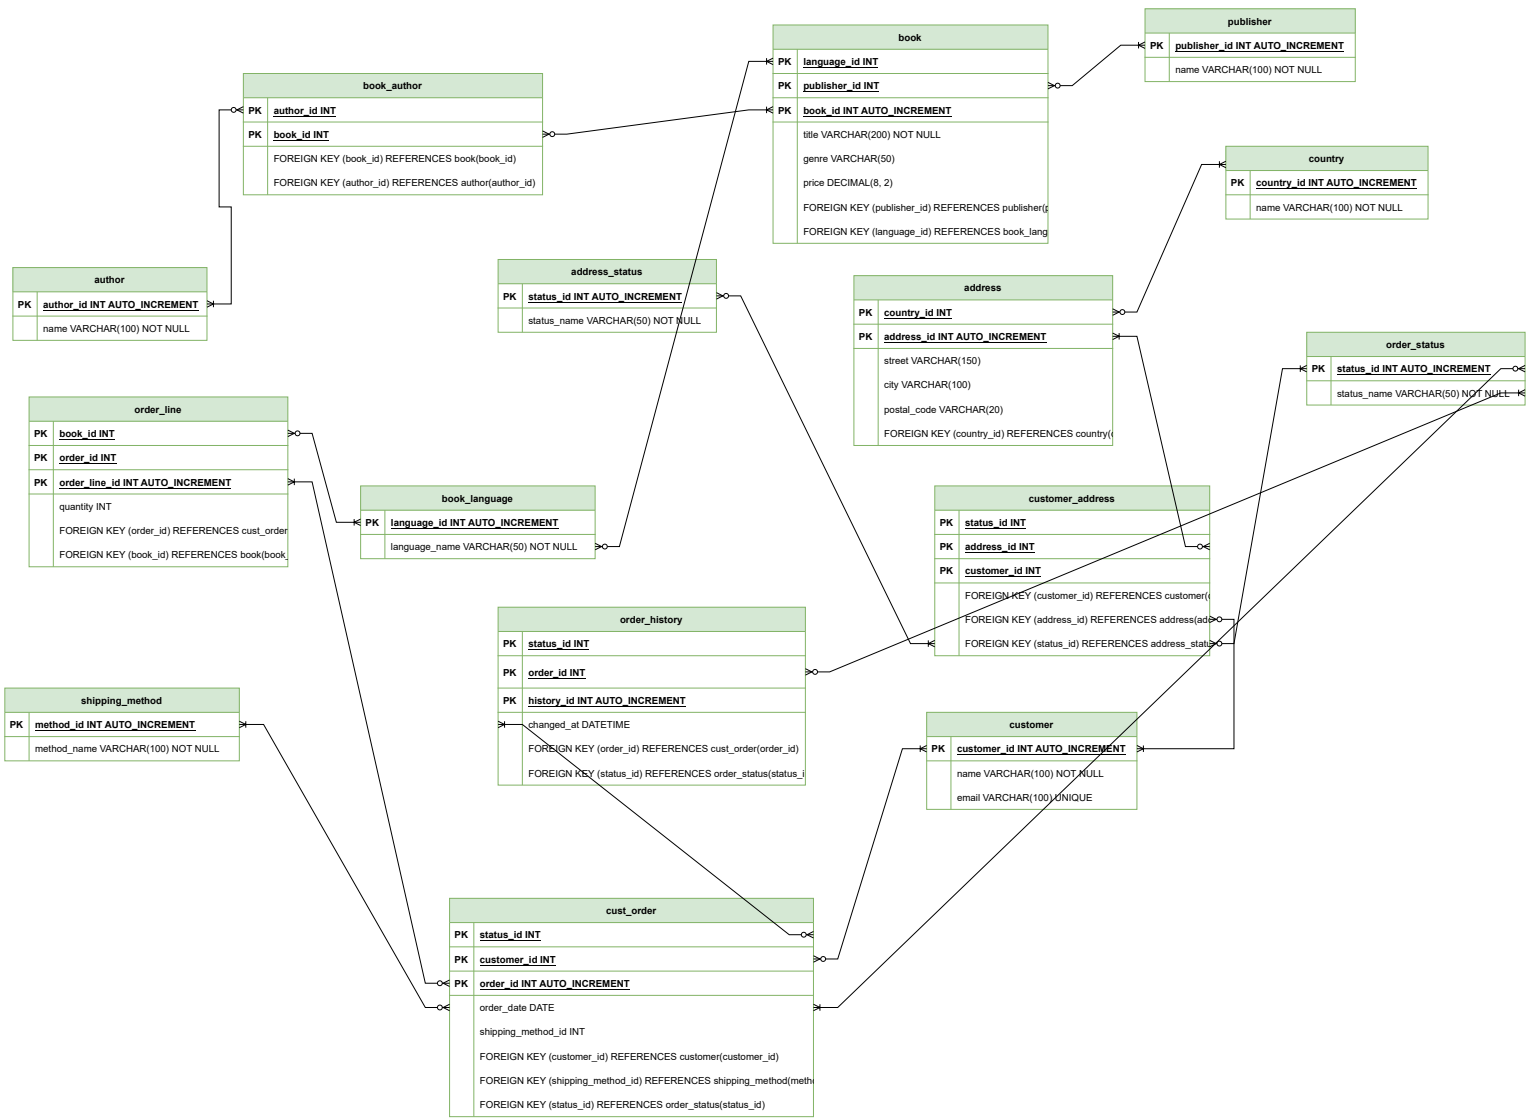 publisher
PK publisher_id INT AUTO_INCREMENT
name VARCHAR(100) NOT NULL
book
PK language_id INT
PK publisher_id INT
PK book_id INT AUTO_INCREMENT
title VARCHAR(200) NOT NULL
genre VARCHAR(50)
price DECIMAL(8, 2)
FOREIGN KEY (publisher_id) REFERENCES publisher(p
FOREIGN KEY (language_id) REFERENCES book_lang
book_author
PK author_id INT
PK book_id INT
FOREIGN KEY (book_id) REFERENCES book(book_id)
FOREIGN KEY (author_id) REFERENCES author(author_id)
country
PK country_id INT AUTO_INCREMENT
name VARCHAR(100) NOT NULL
author
PK author_id INT AUTO_INCREMENT
name VARCHAR(100) NOT NULL
address_status
PK status_id INT AUTO_INCREMENT
status_name VARCHAR(50) NOT NULL
address
PK country_id INT
PK address_id INT AUTO_INCREMENT
street VARCHAR(150)
city VARCHAR(100)
postal_code VARCHAR(20)
FOREIGN KEY (country_id) REFERENCES country(
order_status
PK status_id INT AUTO_INCREMENT
status_name VARCHAR(50) NOT NULL
order_line
PK book_id INT
PK order_id INT
PK order_line_id INT AUTO_INCREMENT
quantity INT
FOREIGN KEY (order_id) REFERENCES cust_order
FOREIGN KEY (book_id) REFERENCES book(book_
book_language
PK language_id INT AUTO_INCREMENT
language_name VARCHAR(50) NOT NULL
customer_address
PK status_id INT
PK address_id INT
PK customer_id INT
FOREIGN KEY (customer_id) REFERENCES customer(
FOREIGN KEY (address_id) REFERENCES address(ad
FOREIGN KEY (status_id) REFERENCES address_stat
order_history
PK status_id INT
PK order_id INT
PK history_id INT AUTO_INCREMENT
changed_at DATETIME
FOREIGN KEY (order_id) REFERENCES cust_order(order_id)
FOREIGN KEY (status_id) REFERENCES order_status(status_i
shipping_method
PK method_id INT AUTO_INCREMENT
method_name VARCHAR(100) NOT NULL
customer
PK customer_id INT AUTO_INCREMENT
name VARCHAR(100) NOT NULL
email VARCHAR(100) UNIQUE
cust_order
PK status_id INT
PK customer_id INT
PK order_id INT AUTO_INCREMENT
order_date DATE
shipping_method_id INT
FOREIGN KEY (customer_id) REFERENCES customer(customer_id)
FOREIGN KEY (shipping_method_id) REFERENCES shipping_method(meth
FOREIGN KEY (status_id) REFERENCES order_status(status_id)